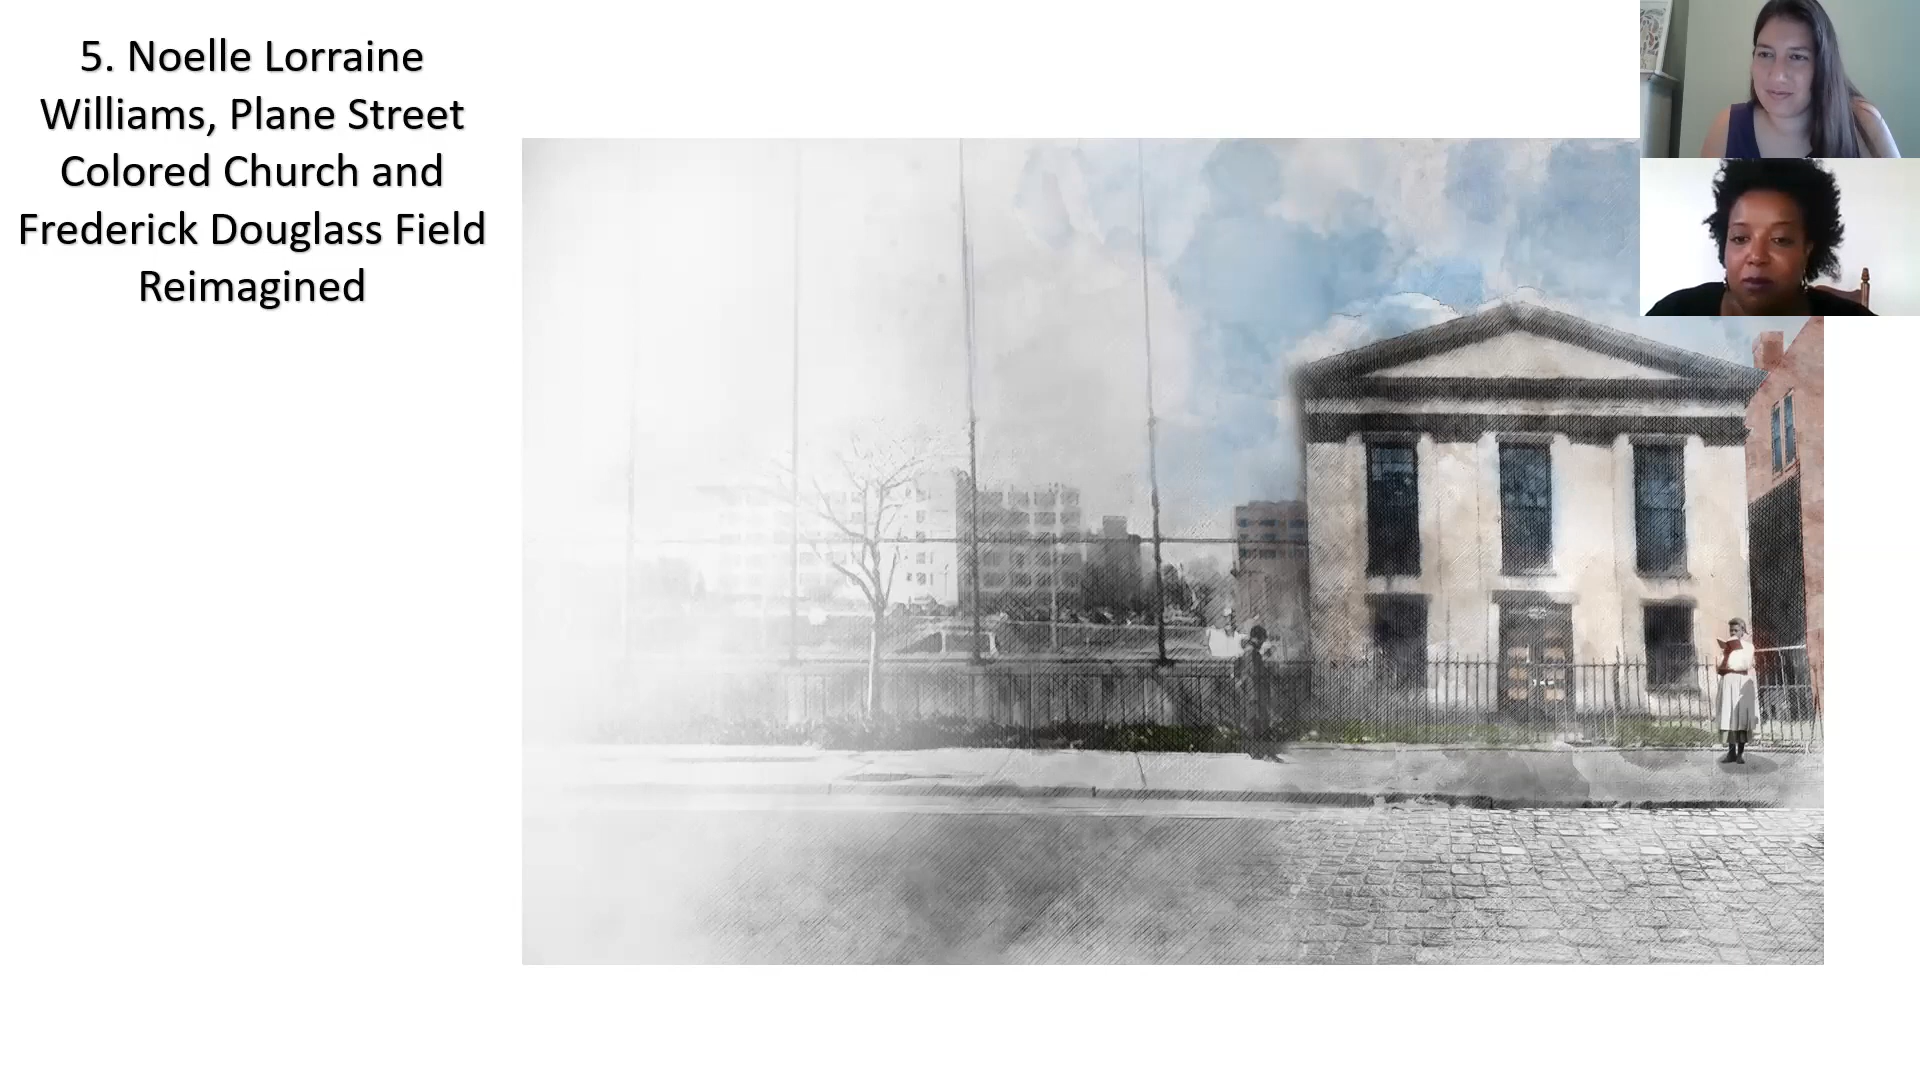 5. Noelle Lorraine
Williams, Plane Street
Colored Church and
Frederick Douglass Field
Reimagined